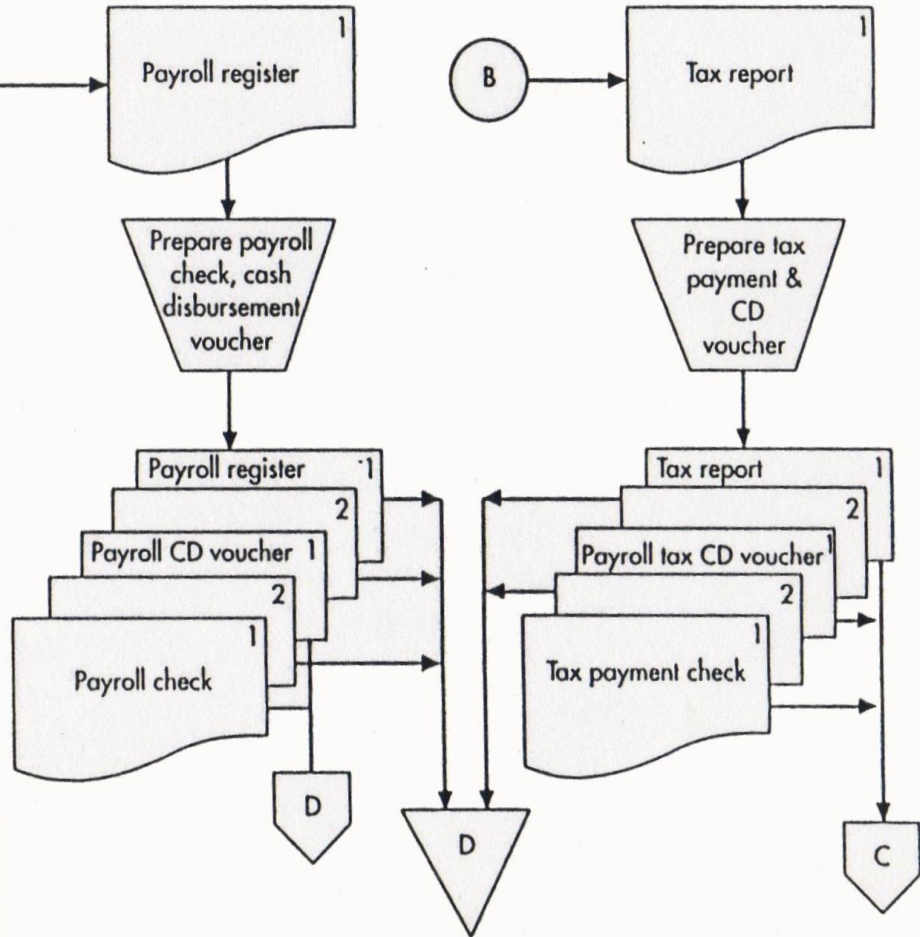 1
Payroll register
B
1
Tax report
Prepare payroll
check, cash
disbursement
voucher
Prepare tax
payment &
CD
voucher
Payroll register 1
2
Payroll CD voucher 1
2
1
Payroll check
D
D
Tax report 1
2
Payroll tax CD voucher 1
2
1
Tax payment check
C